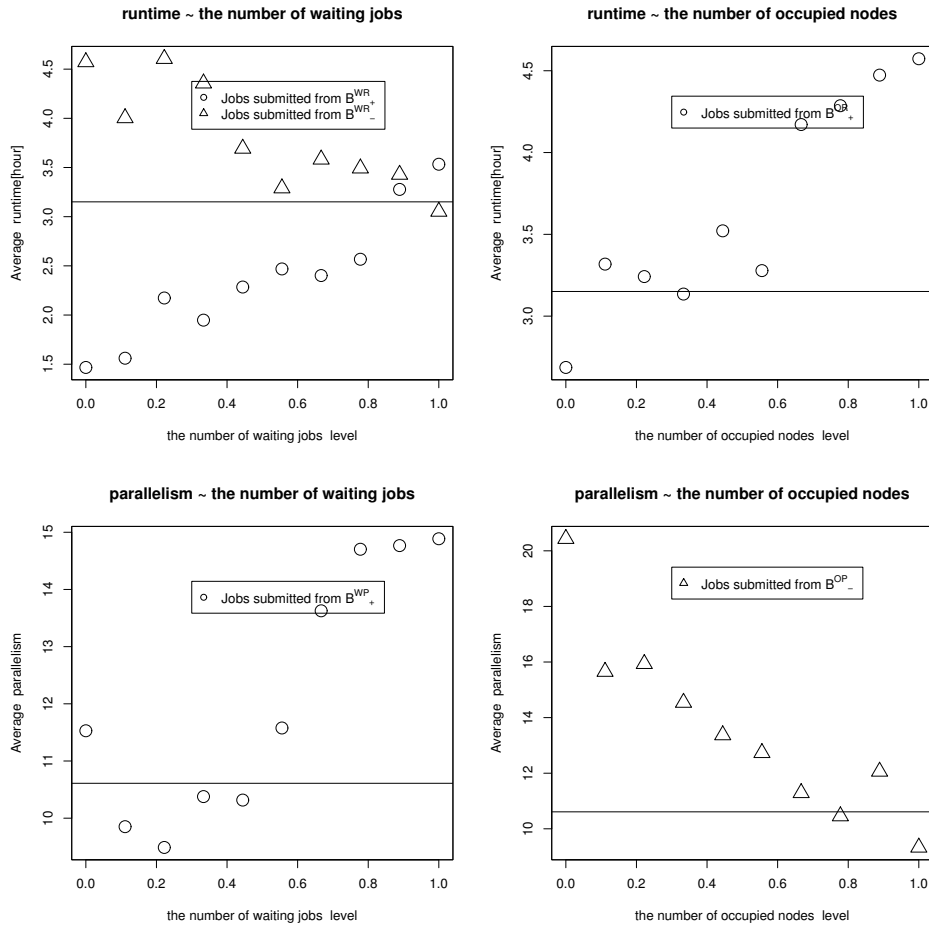 runtime ~ the number of waiting jobs
4.5
4.0
3.5
3.0
2.5
2.0
1.5
Average runtime[hour]
Jobs submitted from B^WR_+
Jobs submitted from B^WR_−
0.0 0.2 0.4 0.6 0.8 1.0
the number of waiting jobs level
runtime ~ the number of occupied nodes
4.5
4.0
3.5
3.0
Average runtime[hour]
Jobs submitted from B^OR_+
0.0 0.2 0.4 0.6 0.8 1.0
the number of occupied nodes level
parallelism ~ the number of waiting jobs
15
14
13
12
11
10
Average parallelism
Jobs submitted from B^WP_+
0.0 0.2 0.4 0.6 0.8 1.0
the number of waiting jobs level
parallelism ~ the number of occupied nodes
20
18
16
14
12
10
Average parallelism
Jobs submitted from B^OP_−
0.0 0.2 0.4 0.6 0.8 1.0
the number of occupied nodes level